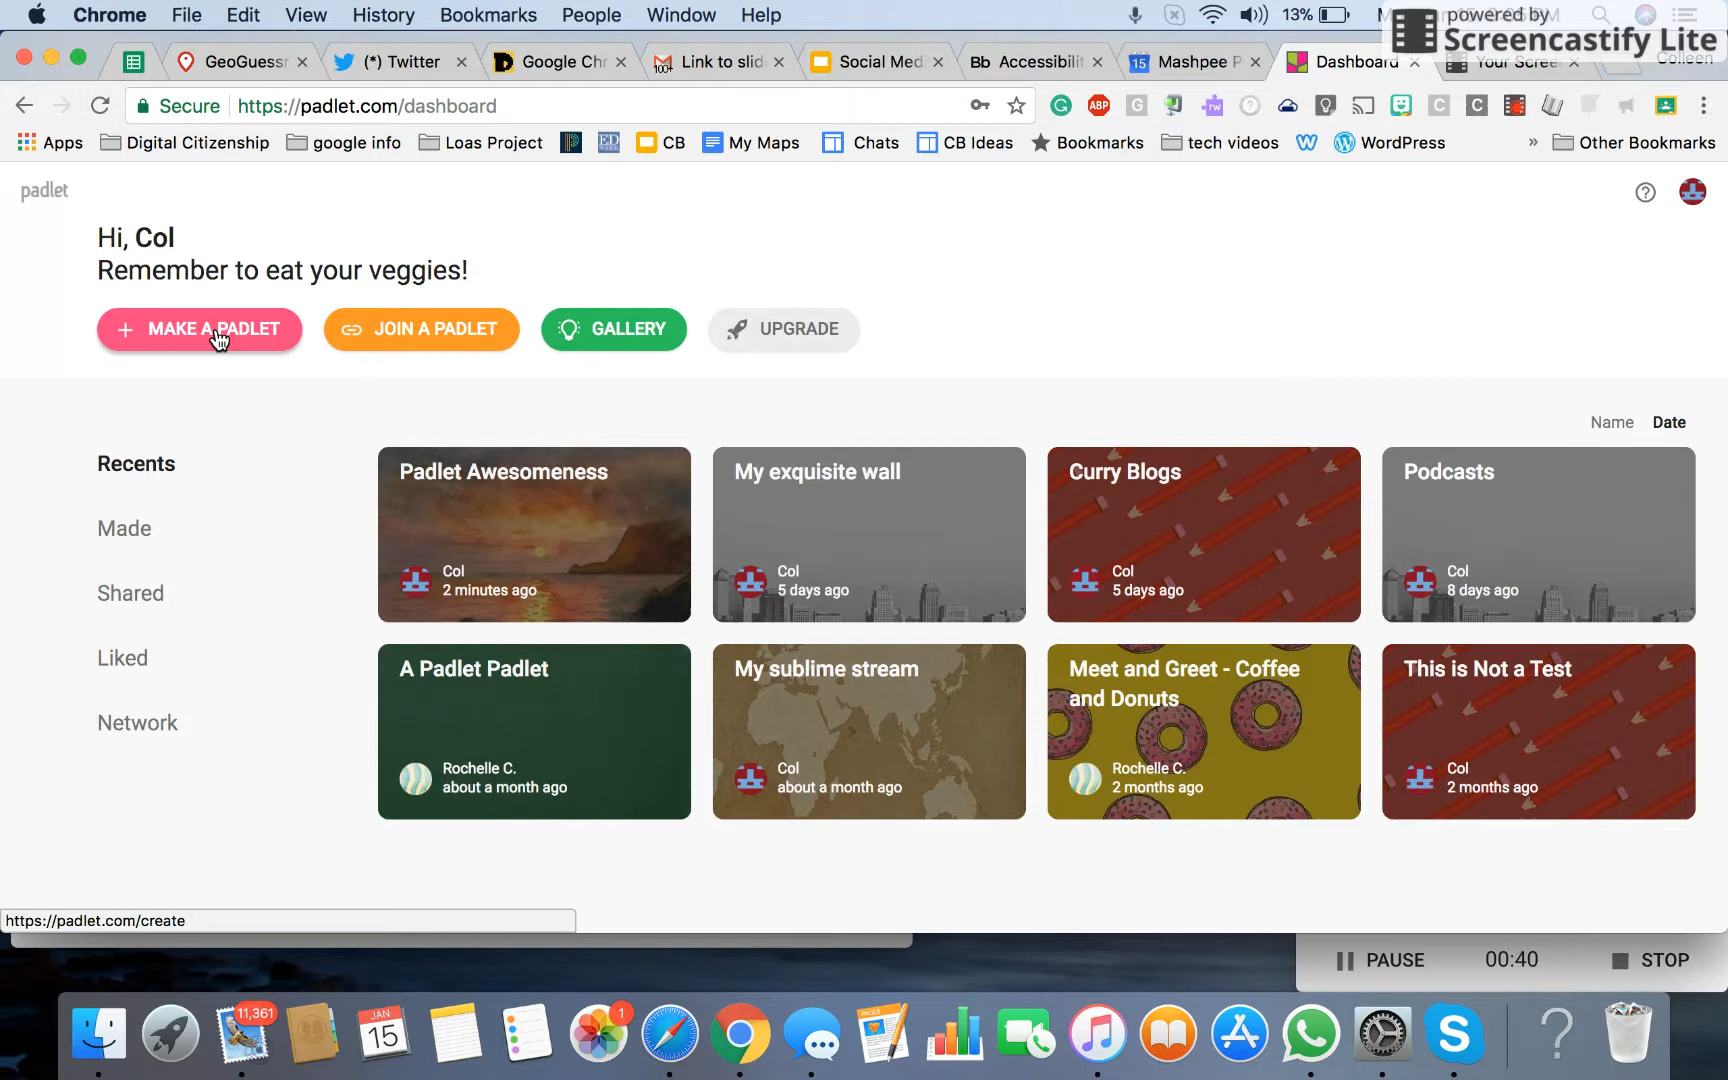 Chrome File Edit View History Bookmarks People Window Help 13%
powered by
Screencastify Lite
GeoGuessr (*) Twitter Google Chr Link to slid Social Medi Bb Accessibilit 15 Mashpee P Dashboard Your Scree Colleen
Secure https://padlet.com/dashboard
Apps Digital Citizenship google info Loas Project CB My Maps Chats CB Ideas Bookmarks tech videos WordPress » Other Bookmarks
padlet
Hi, Col
Remember to eat your veggies!
+ MAKE A PADLET JOIN A PADLET GALLERY UPGRADE
Name Date
Recents
Made
Shared
Liked
Network
Padlet Awesomeness
Col
2 minutes ago
My exquisite wall
Col
5 days ago
Curry Blogs
Col
5 days ago
Podcasts
Col
8 days ago
A Padlet Padlet
Rochelle C.
about a month ago
My sublime stream
Col
about a month ago
Meet and Greet - Coffee
and Donuts
Rochelle C.
2 months ago
This is Not a Test
Col
2 months ago
https://padlet.com/create
PAUSE 00:40 STOP
11,361
JAN
15
1
PAGES